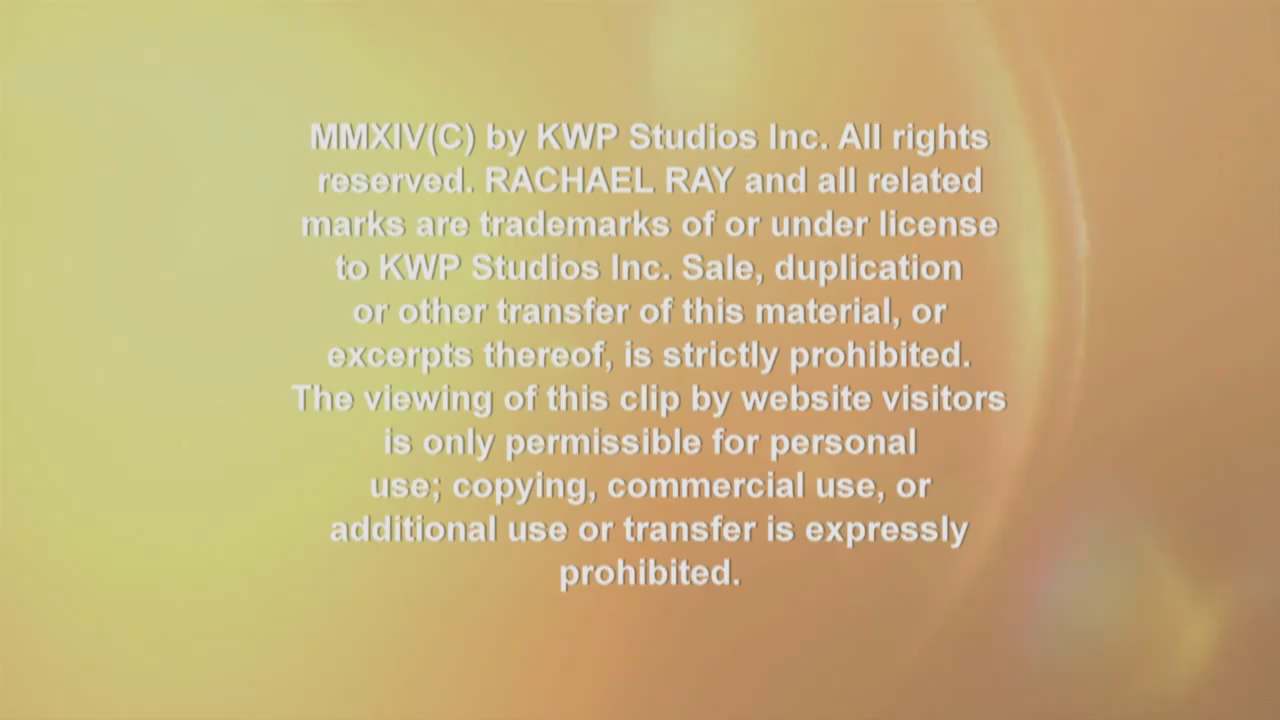 MMXIV(C) by KWP Studios Inc. All rights
reserved. RACHAEL RAY and all related
marks are trademarks of or under license
to KWP Studios Inc. Sale, duplication
or other transfer of this material, or
excerpts thereof, is strictly prohibited.
The viewing of this clip by website visitors
is only permissible for personal
use; copying, commercial use, or
additional use or transfer is expressly
prohibited.